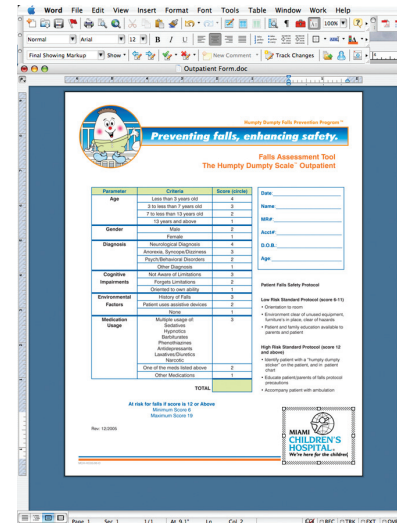 Word File Edit View Insert Format Font Tools Table Window Work Help
100%
Normal Arial 12 B I U
Final Showing Markup Show New Comment Track Changes
Outpatient Form.doc
Humpty Dumpty Falls Prevention Program™
Preventing falls, enhancing safety.
Falls Assessment Tool
The Humpty Dumpty Scale™ Outpatient
Parameter Criteria Score (circle)
Age Less than 3 years old 4
3 to less than 7 years old 3
7 to less than 13 years old 2
13 years and above 1
Gender Male 2
Female 1
Diagnosis Neurological Diagnosis 4
Anorexia, Syncope/Dizziness 3
Psych/Behavioral Disorders 2
Other Diagnosis 1
Cognitive Not Aware of Limitations 3
Impairments Forgets Limitations 2
Oriented to own ability 1
Environmental History of Falls 3
Factors Patient uses assistive devices 2
None 1
Medication Multiple usage of: 3
Usage Sedatives
Hypnotics
Barbiturates
Phenothiazines
Antidepressants
Laxatives/Diuretics
Narcotic
One of the meds listed above 2
Other Medications 1
TOTAL
At risk for falls if score is 12 or Above
Minimum Score 6
Maximum Score 19
Rev: 12/2005
Date:
Name:
MR#:
Acct#:
D.O.B.:
Age:
Patient Falls Safety Protocol
Low Risk Standard Protocol (score 6-11)
• Orientation to room
• Environment clear of unused equipment,
furniture's in place, clear of hazards
• Patient and family education available to
parents and patient
High Risk Standard Protocol (score 12
and above)
• Identify patient with a "humpty dumpty
sticker" on the patient, and in patient
chart
• Educate patient/parents of falls protocol
precautions
• Accompany patient with ambulation
MIAMI
CHILDREN'S
HOSPITAL.
We're here for the children
Page 1 Sec 1 1/1 At 9.1" Ln Col 2 REC TRK EXT OVR